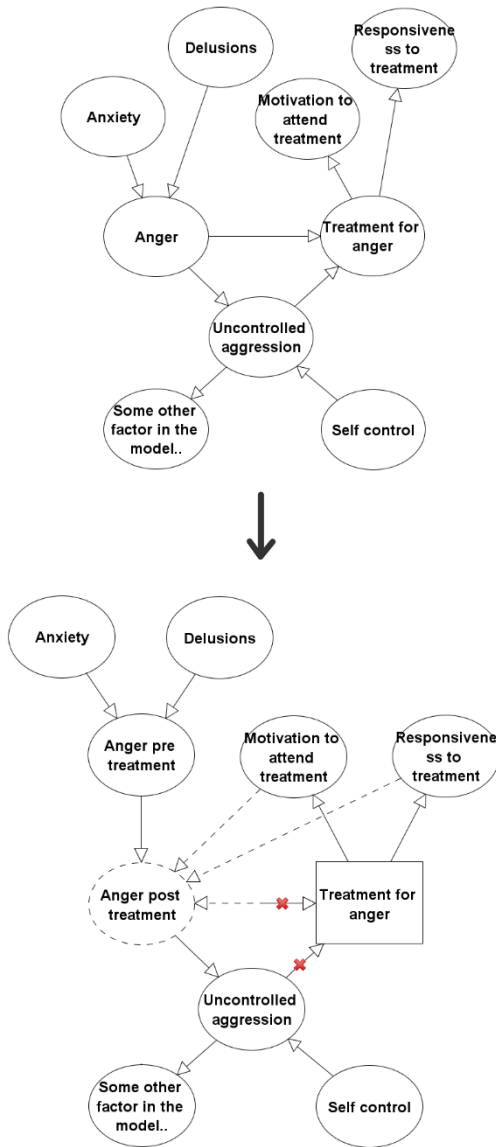 Delusions
Responsivene
ss to
treatment
Anxiety
Motivation to
attend
treatment
Anger
Treatment for
anger
Uncontrolled
aggression
Some other
factor in the
model..
Self control
Anxiety
Delusions
Anger pre
treatment
Motivation to
attend
treatment
Responsivene
ss to
treatment
Anger post
treatment
Treatment for
anger
Uncontrolled
aggression
Some other
factor in the
model..
Self control